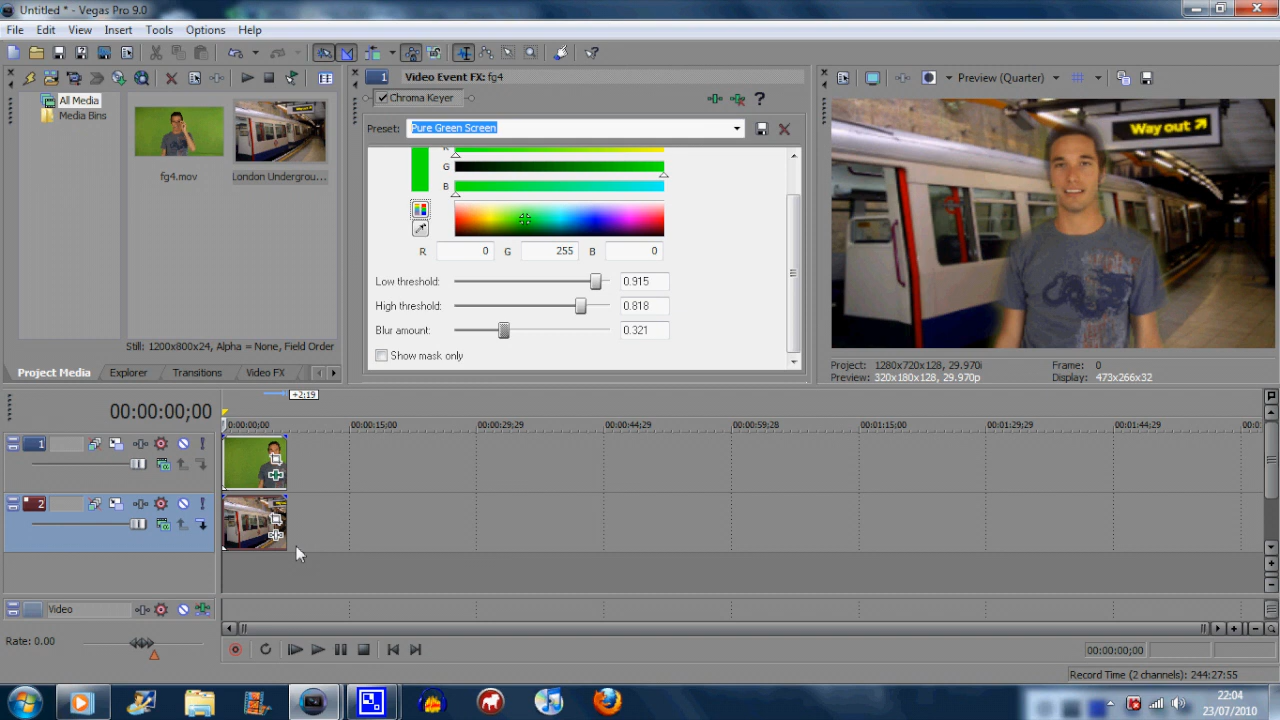 Untitled * - Vegas Pro 9.0
File Edit View Insert Tools Options Help
All Media
Media Bins
fg4.mov
London Undergrou...
Still: 1200x800x24, Alpha = None, Field Order
Project Media Explorer Transitions Video FX
1 Video Event FX: fg4
Chroma Keyer
Preset: Pure Green Screen
G
B
R 0 G 255 B 0
Low threshold: 0.915
High threshold: 0.818
Blur amount: 0.321
Show mask only
Preview (Quarter)
Way out
Project: 1280x720x128, 29.970i
Frame: 0
Preview: 320x180x128, 29.970p
Display: 473x266x32
+2;19
00:00:00;00
0:00:00;00 00:00:15;00 00:00:29;29 00:00:44;29 00:00:59;28 00:01:15;00 00:01:29;29 00:01:44;29 00:0
1
2
Video
Rate: 0.00
00:00:00;00
Record Time (2 channels): 244:27:55
22:04
23/07/2010